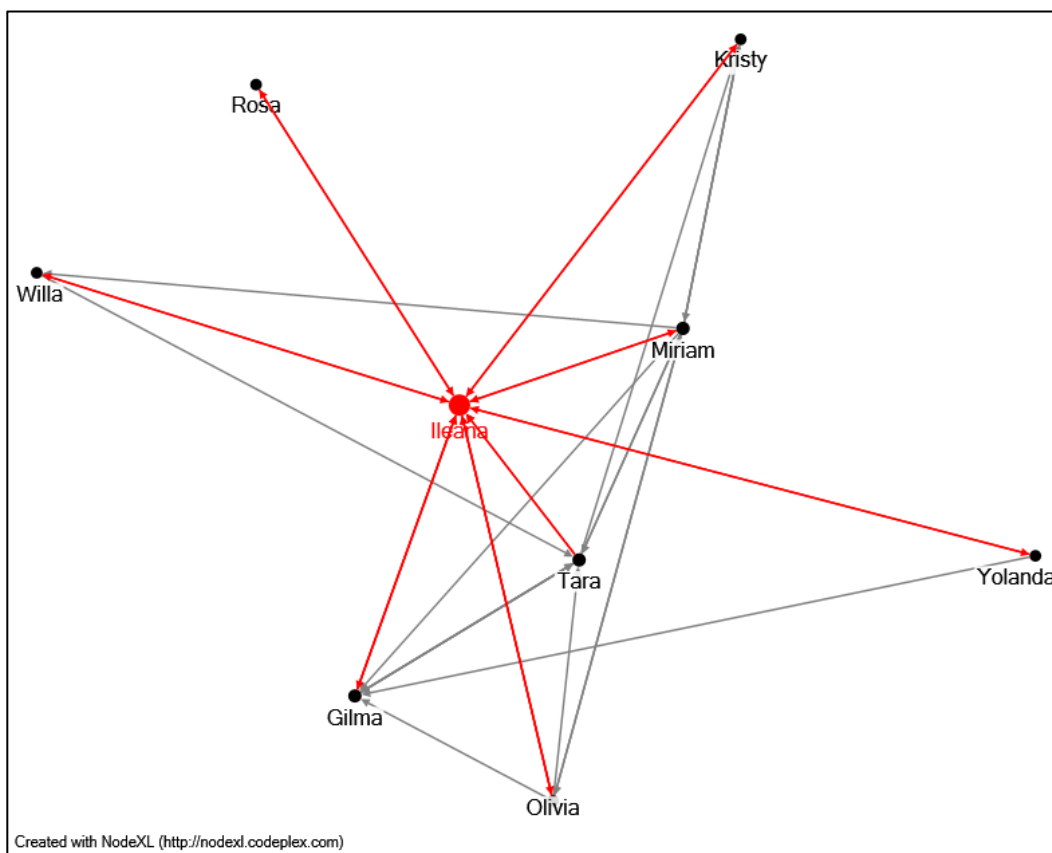 Kristy
Rosa
Willa
Miriam
Ileana
Tara
Yolanda
Gilma
Olivia
Created with NodeXL (http://nodexl.codeplex.com)